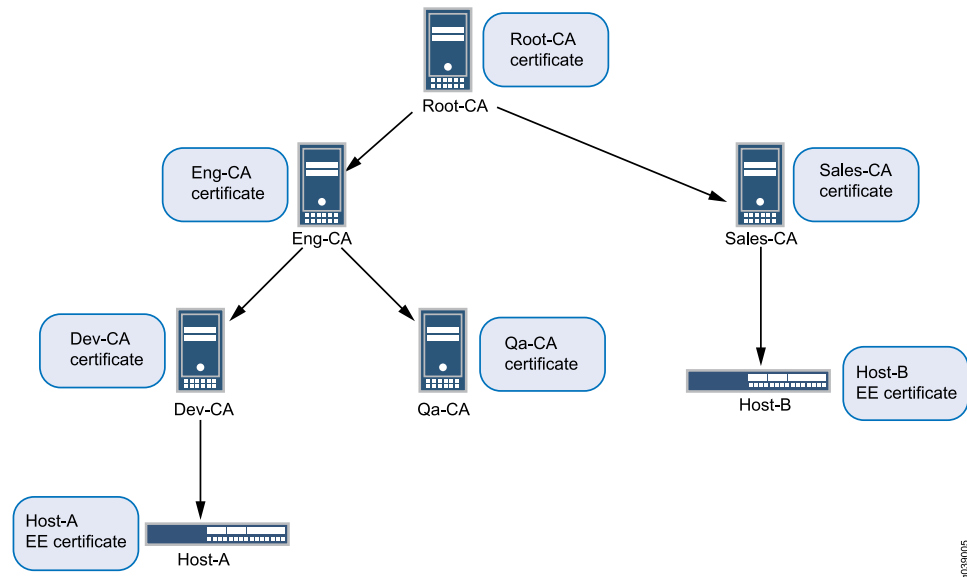 Root-CA
certificate
Root-CA
Eng-CA
certificate
Eng-CA
Sales-CA
certificate
Sales-CA
Dev-CA
certificate
Dev-CA
Qa-CA
certificate
Qa-CA
Host-B
Host-B
EE certificate
Host-A
EE certificate
Host-A
g039005